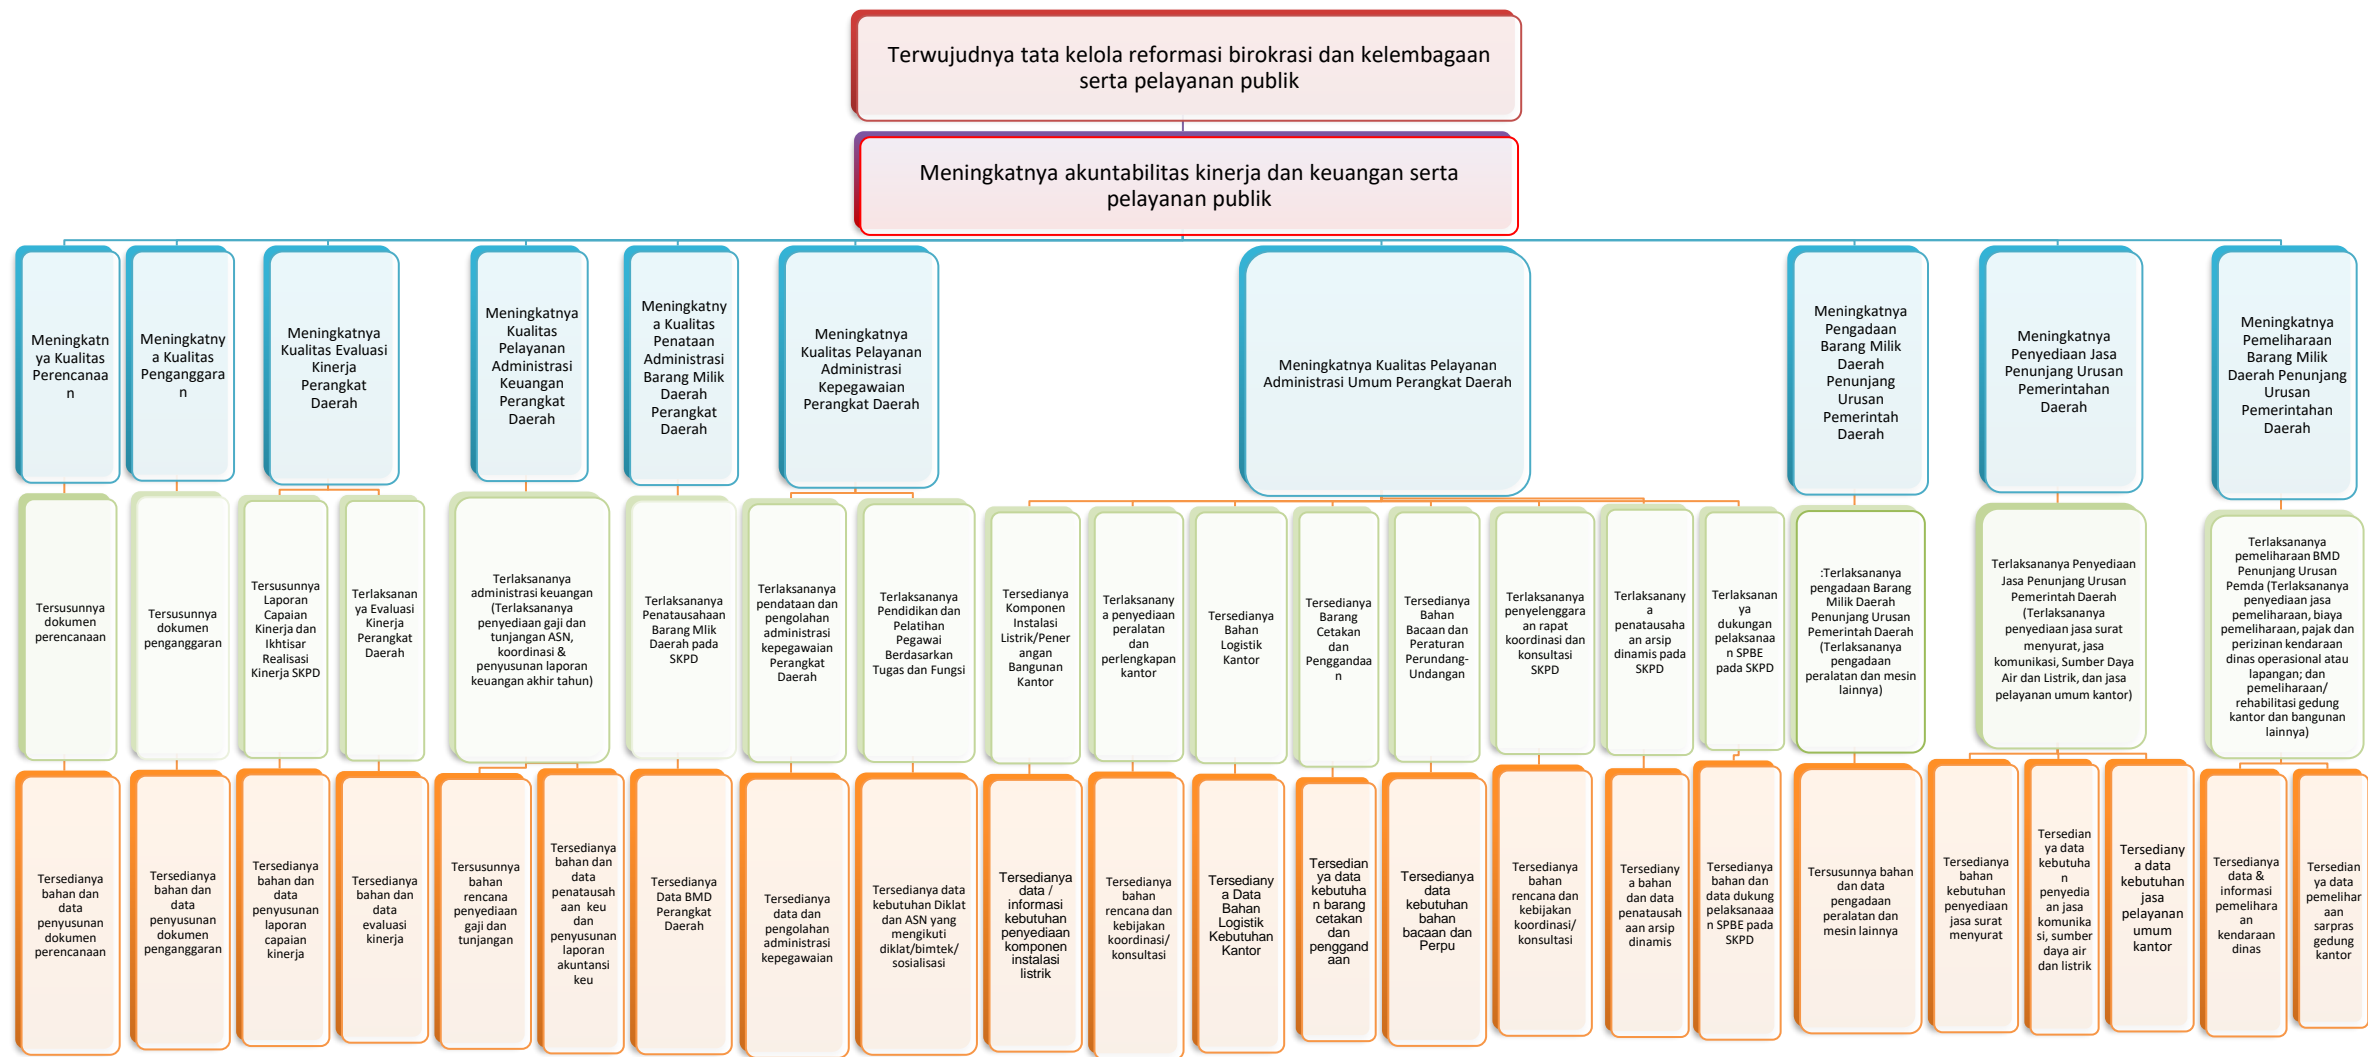 Terwujudnya tata kelola reformasi birokrasi dan kelembagaan
serta pelayanan publik
Meningkatnya akuntabilitas kinerja dan keuangan serta
pelayanan publik
Meningkatn
ya Kualitas
Perencanaa
n
Meningkatny
a Kualitas
Penganggara
n
Meningkatnya
Kualitas Evaluasi
Kinerja
Perangkat
Daerah
Meningkatnya
Kualitas
Pelayanan
Administrasi
Keuangan
Perangkat
Daerah
Meningkatny
a Kualitas
Penataan
Administrasi
Barang Milik
Daerah
Perangkat
Daerah
Meningkatnya
Kualitas Pelayanan
Administrasi
Kepegawaian
Perangkat Daerah
Meningkatnya Kualitas Pelayanan
Administrasi Umum Perangkat Daerah
Meningkatnya
Pengadaan
Barang Milik
Daerah
Penunjang
Urusan
Pemerintah
Daerah
Meningkatnya
Penyediaan Jasa
Penunjang Urusan
Pemerintahan
Daerah
Meningkatnya
Pemeliharaan
Barang Milik
Daerah Penunjang
Urusan
Pemerintahan
Daerah
Tersusunnya
dokumen
perencanaan
Tersusunnya
dokumen
penganggaran
Tersusunnya
Laporan
Capaian
Kinerja dan
Ikhtisar
Realisasi
Kinerja SKPD
Terlaksanan
ya Evaluasi
Kinerja
Perangkat
Daerah
Terlaksananya
administrasi keuangan
(Terlaksananya
penyediaan gaji dan
tunjangan ASN,
koordinasi &
penyusunan laporan
keuangan akhir tahun)
Terlaksananya
Penatausahaan
Barang Mlik
Daerah pada
SKPD
Terlaksananya
pendataan dan
pengolahan
administrasi
kepegawaian
Perangkat
Daerah
Terlaksananya
Pendidikan dan
Pelatihan
Pegawai
Berdasarkan
Tugas dan Fungsi
Tersedianya
Komponen
Instalasi
Listrik/Pener
angan
Bangunan
Kantor
Terlaksanany
a penyediaan
peralatan
dan
perlengkapan
kantor
Tersedianya
Bahan
Logistik
Kantor
Tersedianya
Barang
Cetakan
dan
Penggandaa
n
Tersedianya
Bahan
Bacaan dan
Peraturan
Perundang-
Undangan
Terlaksananya
penyelenggara
an rapat
koordinasi dan
konsultasi
SKPD
Terlaksanany
a
penatausaha
an arsip
dinamis pada
SKPD
Terlaksanan
ya
dukungan
pelaksanaa
n SPBE
pada SKPD
:Terlaksananya
pengadaan Barang
Milik Daerah
Penunjang Urusan
Pemerintah Daerah
(Terlaksananya
pengadaan
peralatan dan mesin
lainnya)
Terlaksananya Penyediaan
Jasa Penunjang Urusan
Pemerintah Daerah
(Terlaksananya
penyediaan jasa surat
menyurat, jasa
komunikasi, Sumber Daya
Air dan Listrik, dan jasa
pelayanan umum kantor)
Terlaksananya
pemeliharaan BMD
Penunjang Urusan
Pemda (Terlaksananya
penyediaan jasa
pemeliharaan, biaya
pemeliharaan, pajak dan
perizinan kendaraan
dinas operasional atau
lapangan; dan
pemeliharaan/
rehabilitasi gedung
kantor dan bangunan
lainnya)
Tersedianya
bahan dan
data
penyusunan
dokumen
perencanaan
Tersedianya
bahan dan
data
penyusunan
dokumen
penganggaran
Tersedianya
bahan dan
data
penyusunan
laporan
capaian
kinerja
Tersedianya
bahan dan
data
evaluasi
kinerja
Tersusunnya
bahan
rencana
penyediaan
gaji dan
tunjangan
Tersedianya
bahan dan
data
penatausah
aan  keu
dan
penyusunan
laporan
akuntansi
keu
Tersedianya
Data BMD
Perangkat
Daerah
Tersedianya
data dan
pengolahan
administrasi
kepegawaian
Tersedianya data
kebutuhan Diklat
dan ASN yang
mengikuti
diklat/bimtek/
sosialisasi
Tersedianya
data /
informasi
kebutuhan
penyediaan
komponen
instalasi
listrik
Tersedianya
bahan
rencana dan
kebijakan
koordinasi/
konsultasi
Tersediany
a Data
Bahan
Logistik
Kebutuhan
Kantor
Tersedian
ya data
kebutuha
n barang
cetakan
dan
penggand
aan
Tersedianya
data
kebutuhan
bahan
bacaan dan
Perpu
Tersedianya
bahan
rencana dan
kebijakan
koordinasi/
konsultasi
Tersediany
a bahan
dan data
penatausah
aan arsip
dinamis
Tersedianya
bahan dan
data dukung
pelaksanaaa
n SPBE pada
SKPD
Tersusunnya bahan
dan data
pengadaan
peralatan dan
mesin lainnya
Tersedianya
bahan
kebutuhan
penyediaan
jasa surat
menyurat
Tersedian
ya data
kebutuha
n
penyedia
an jasa
komunika
si, sumber
daya air
dan listrik
Tersediany
a data
kebutuhan
jasa
pelayanan
umum
kantor
Tersedianya
data &
informasi
pemelihara
an
kendaraan
dinas
Tersedian
ya data
pemelihar
aan
sarpras
gedung
kantor